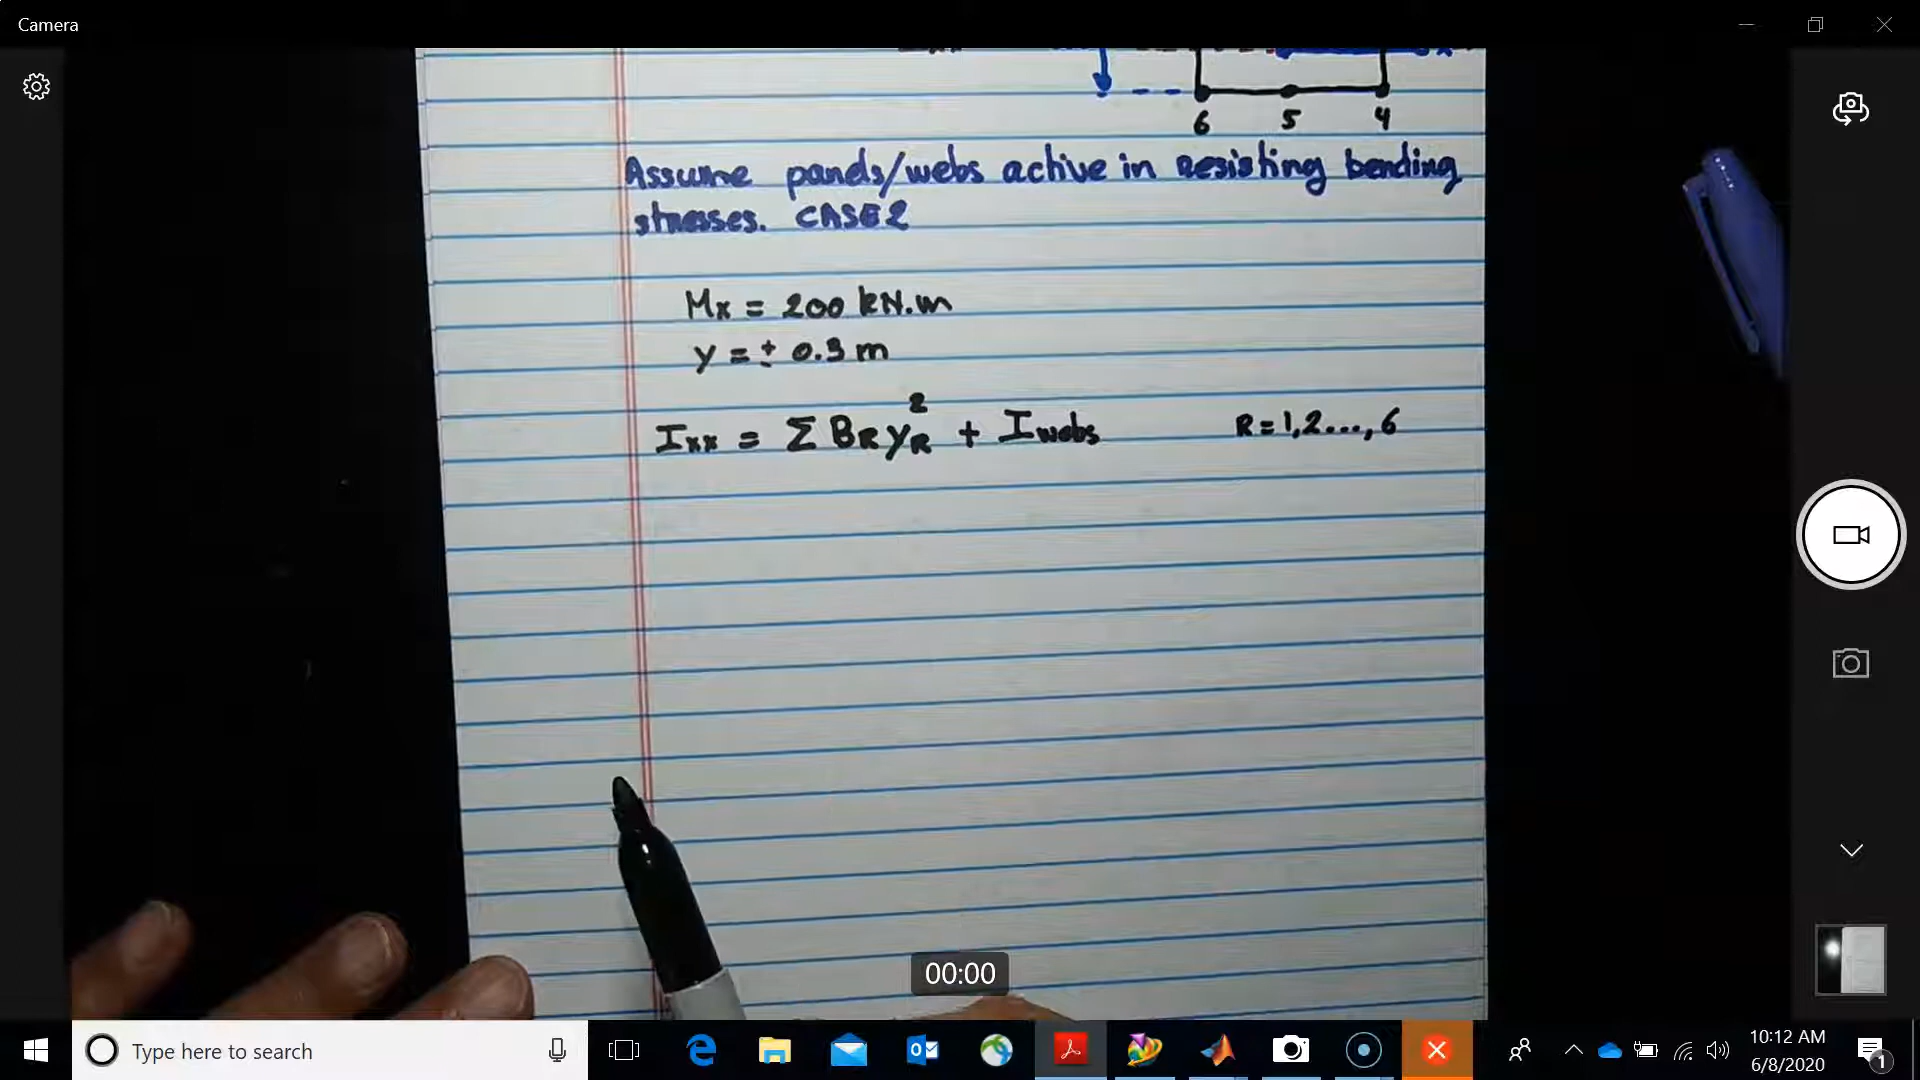 Camera
6 5 4
Assume panels/webs active in resisting bending
stresses. CASE 2
Mx = 200 kN.m
y = ± 0.3 m
Ixx = Σ BR yR² + Iwebs R = 1,2...,6
00:00
Type here to search
10:12 AM
6/8/2020
1